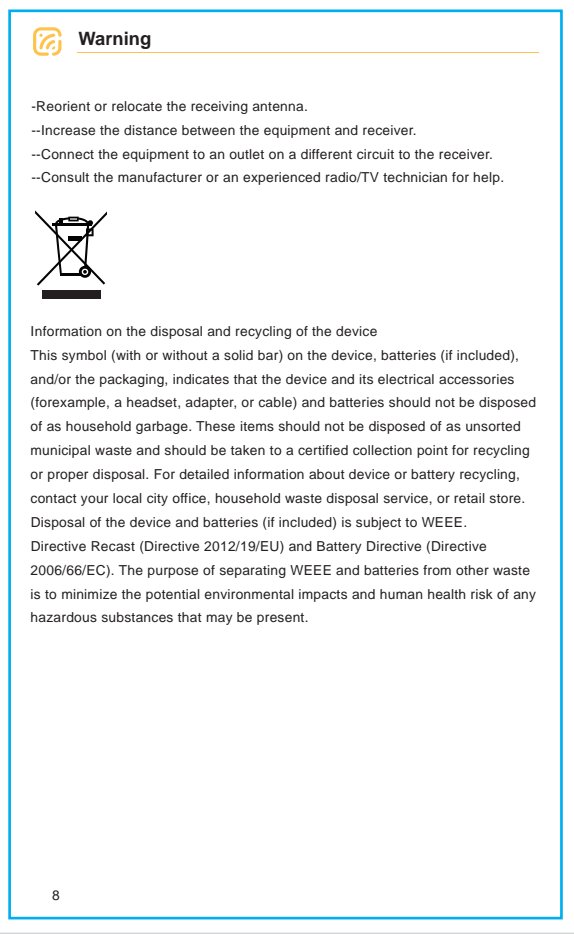 Warning
-Reorient or relocate the receiving antenna.
--Increase the distance between the equipment and receiver.
--Connect the equipment to an outlet on a different circuit to the receiver.
--Consult the manufacturer or an experienced radio/TV technician for help.
Information on the disposal and recycling of the device
This symbol (with or without a solid bar) on the device, batteries (if included),
and/or the packaging, indicates that the device and its electrical accessories
(forexample, a headset, adapter, or cable) and batteries should not be disposed
of as household garbage. These items should not be disposed of as unsorted
municipal waste and should be taken to a certified collection point for recycling
or proper disposal. For detailed information about device or battery recycling,
contact your local city office, household waste disposal service, or retail store.
Disposal of the device and batteries (if included) is subject to WEEE.
Directive Recast (Directive 2012/19/EU) and Battery Directive (Directive
2006/66/EC). The purpose of separating WEEE and batteries from other waste
is to minimize the potential environmental impacts and human health risk of any
hazardous substances that may be present.
8